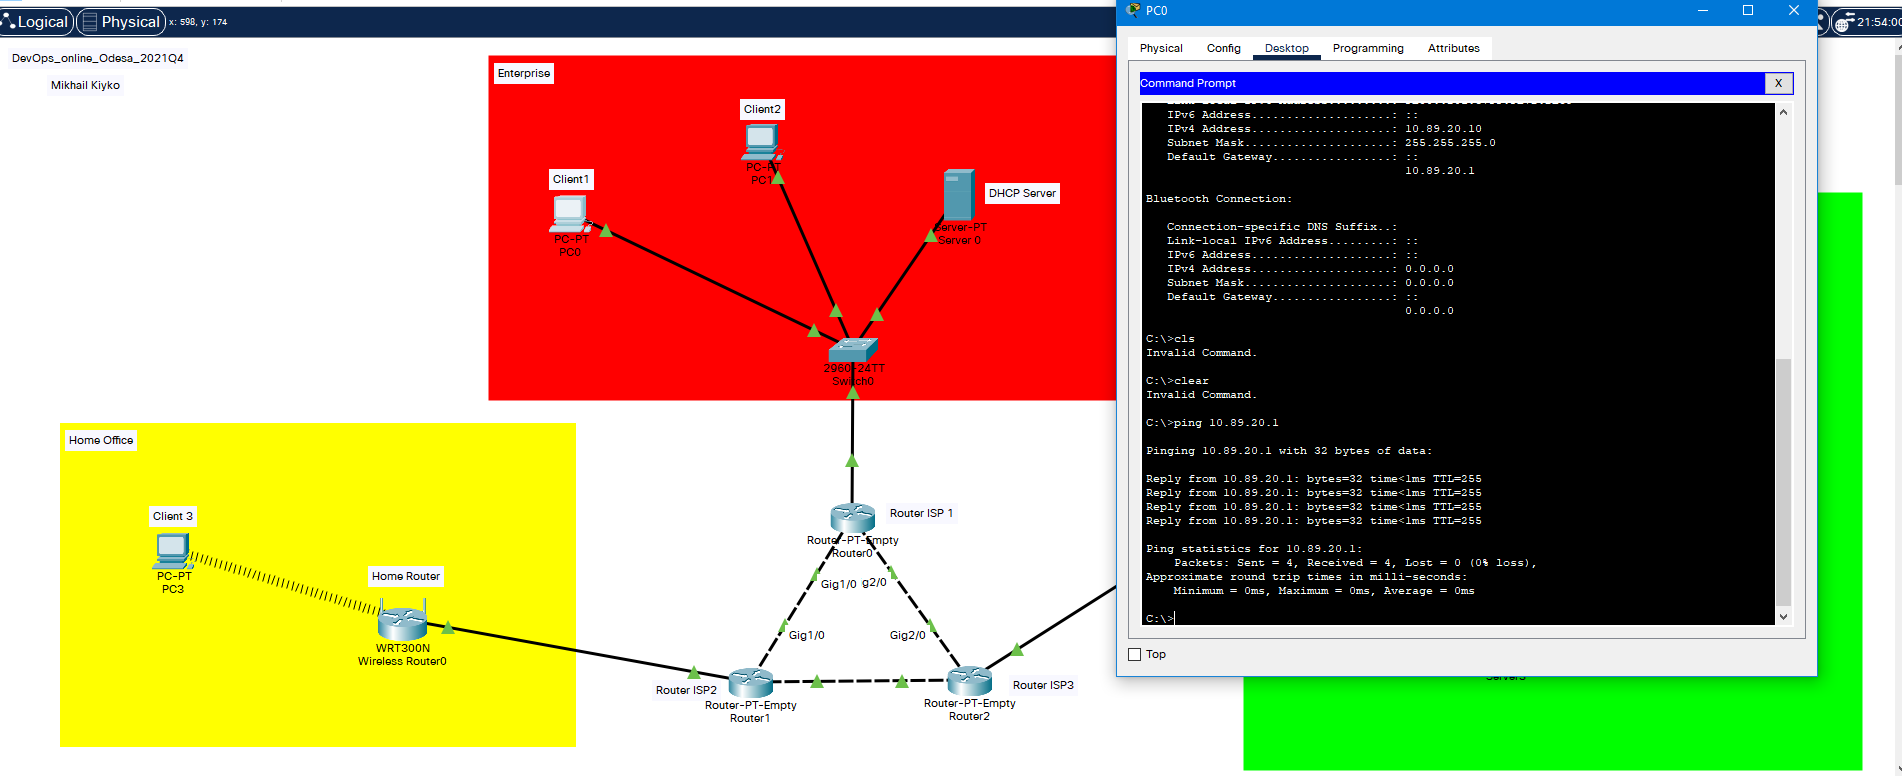 Logical
Physical
x: 598, y: 174
21:54:00
DevOps_online_Odesa_2021Q4
Mikhail Kiyko
Enterprise
Client2
PC-PT
PC1
Client1
PC-PT
PC0
DHCP Server
Server-PT
Server 0
2960-24TT
Switch0
Home Office
Client 3
PC-PT
PC3
Home Router
WRT300N
Wireless Router0
Router ISP 1
Router-PT-Empty
Router0
Gig1/0
g2/0
Gig1/0
Gig2/0
Router ISP2
Router-PT-Empty
Router1
Router ISP3
Router-PT-Empty
Router2
PC0
Physical
Config
Desktop
Programming
Attributes
Command Prompt
X
IPv6 Address....................: ::
IPv4 Address....................: 10.89.20.10
Subnet Mask.....................: 255.255.255.0
Default Gateway.................: ::
10.89.20.1
Bluetooth Connection:
Connection-specific DNS Suffix..:
Link-local IPv6 Address.........: ::
IPv6 Address....................: ::
IPv4 Address....................: 0.0.0.0
Subnet Mask.....................: 0.0.0.0
Default Gateway.................: ::
0.0.0.0
C:\>cls
Invalid Command.
C:\>clear
Invalid Command.
C:\>ping 10.89.20.1
Pinging 10.89.20.1 with 32 bytes of data:
Reply from 10.89.20.1: bytes=32 time<1ms TTL=255
Reply from 10.89.20.1: bytes=32 time<1ms TTL=255
Reply from 10.89.20.1: bytes=32 time<1ms TTL=255
Reply from 10.89.20.1: bytes=32 time<1ms TTL=255
Ping statistics for 10.89.20.1:
Packets: Sent = 4, Received = 4, Lost = 0 (0% loss),
Approximate round trip times in milli-seconds:
Minimum = 0ms, Maximum = 0ms, Average = 0ms
C:\>
Top